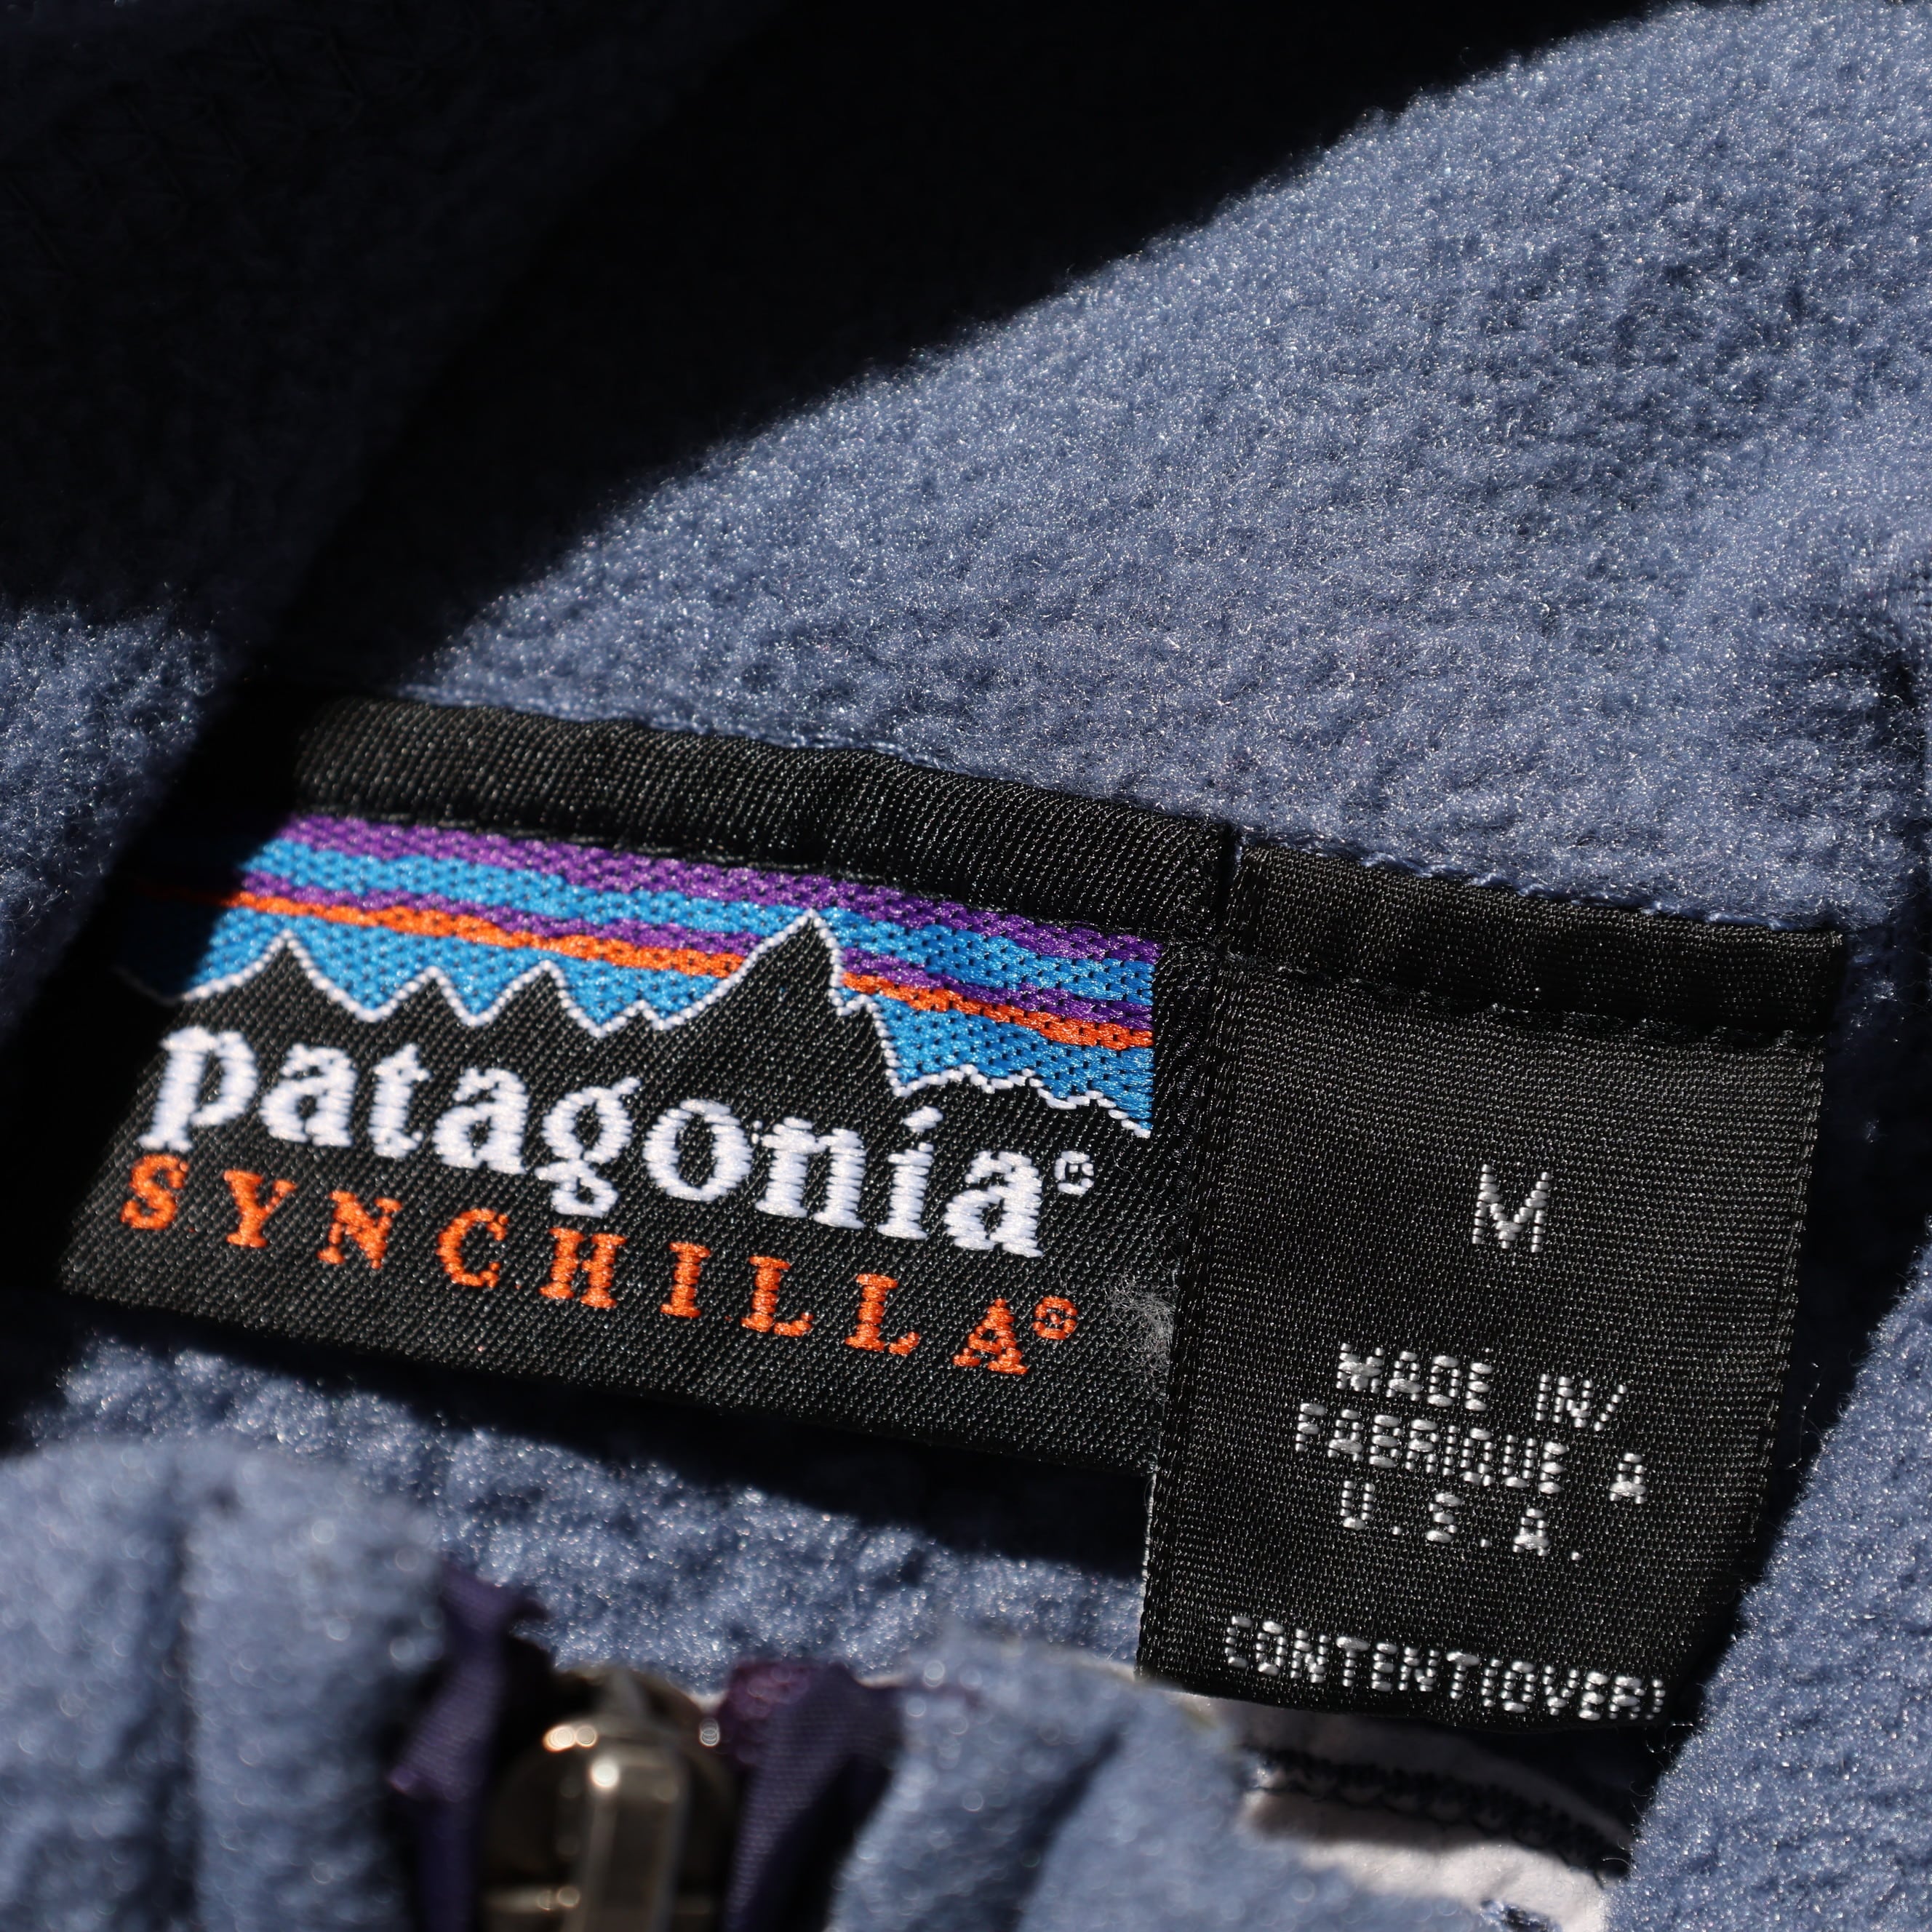 patagonia®
SYNCHILLA®
M
MADE IN/
FABRIQUE A
U.S.A.
CONTENT(OVER)